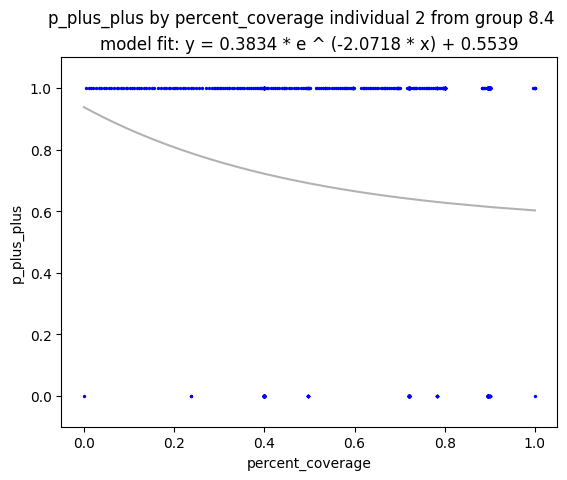 p_plus_plus by percent_coverage individual 2 from group 8.4
model fit: y = 0.3834 * e ^ (-2.0718 * x) + 0.5539
1.0
0.8
0.6
0.4
0.2
0.0
p_plus_plus
0.0 0.2 0.4 0.6 0.8 1.0
percent_coverage